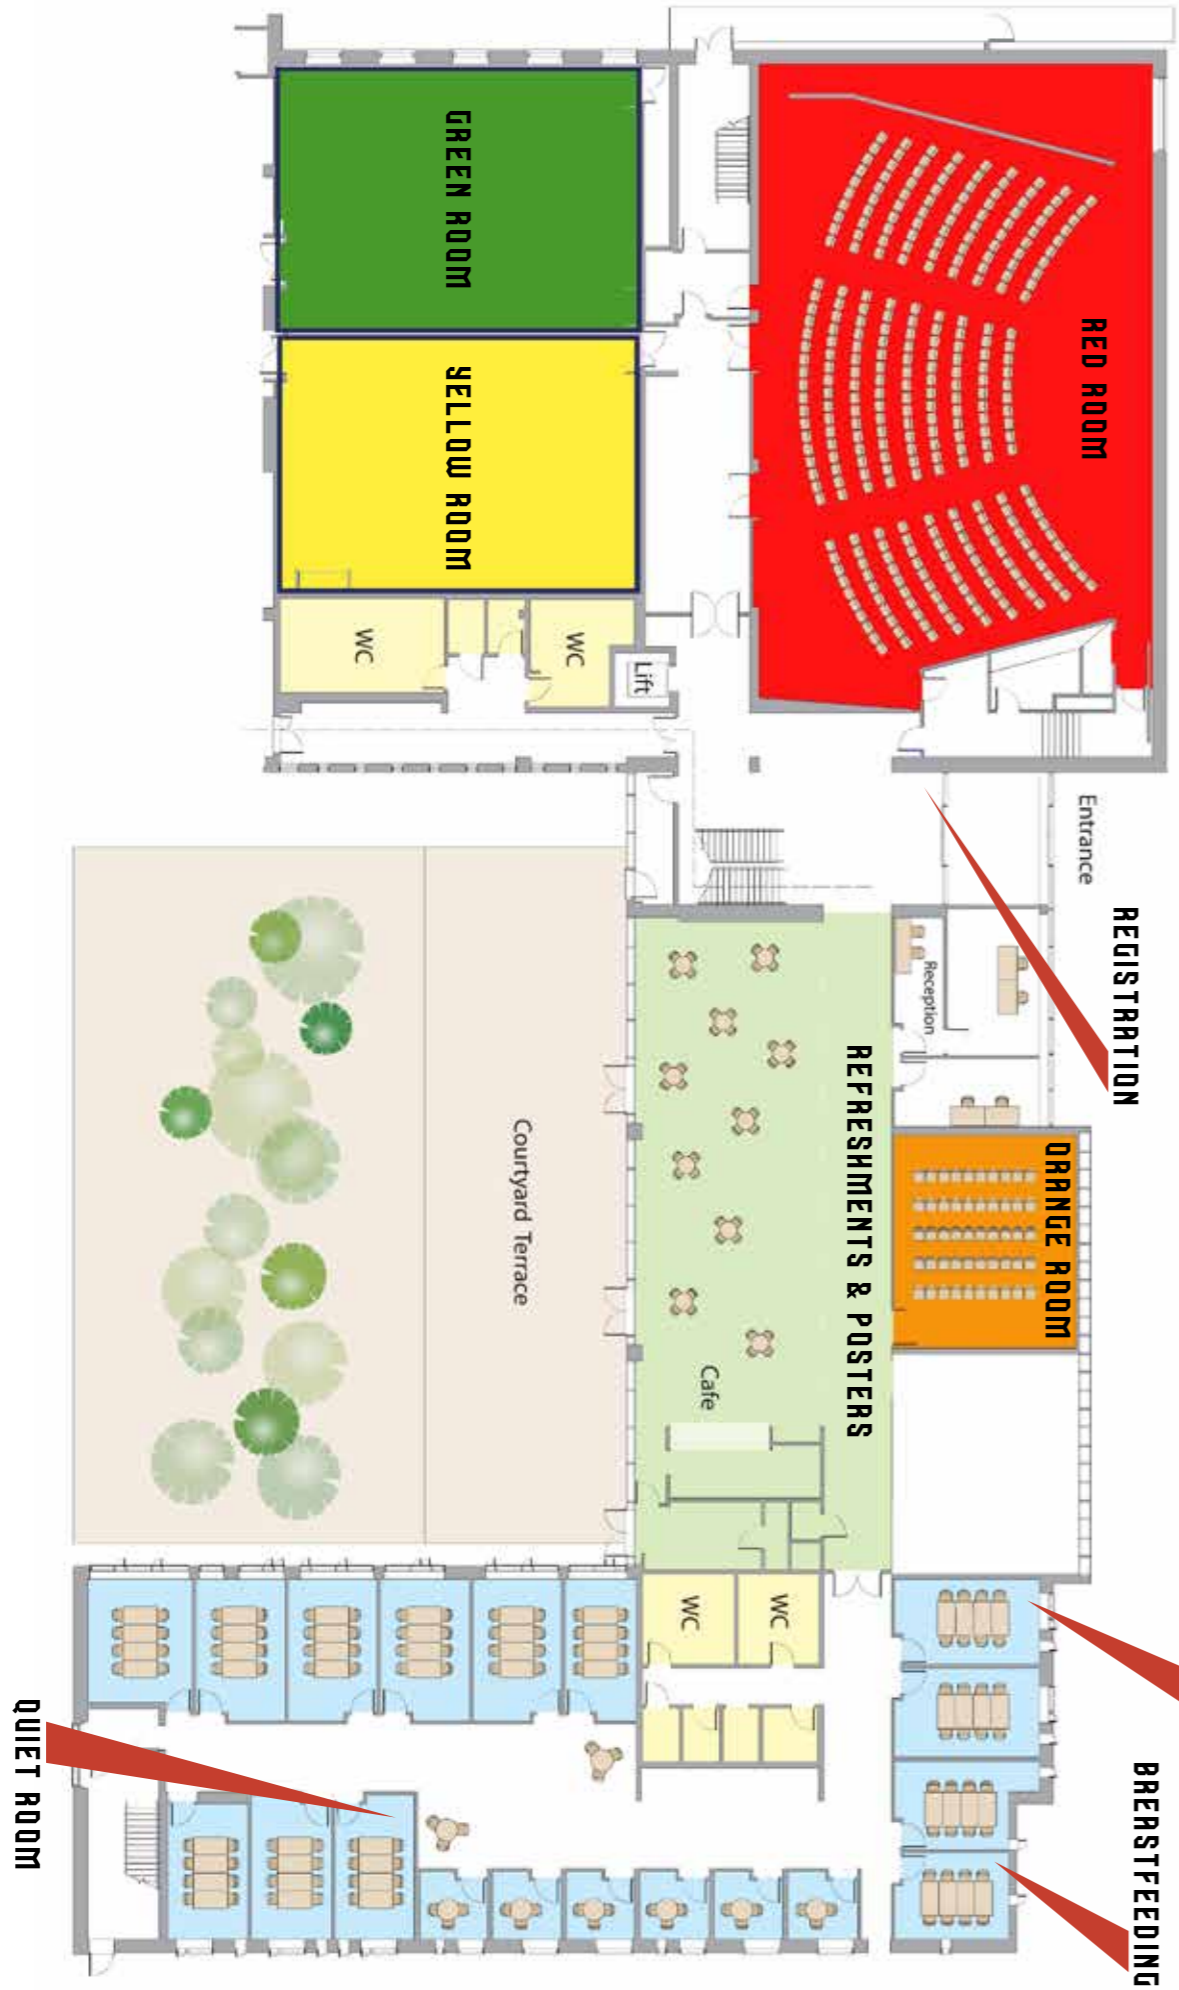 GREEN ROOM
YELLOW ROOM
RED ROOM
WC
WC
Lift
Entrance
REGISTRATION
Reception
REFRESHMENTS & POSTERS
ORANGE ROOM
Courtyard Terrace
Cafe
WC
WC
QUIET ROOM
BREASTFEEDING